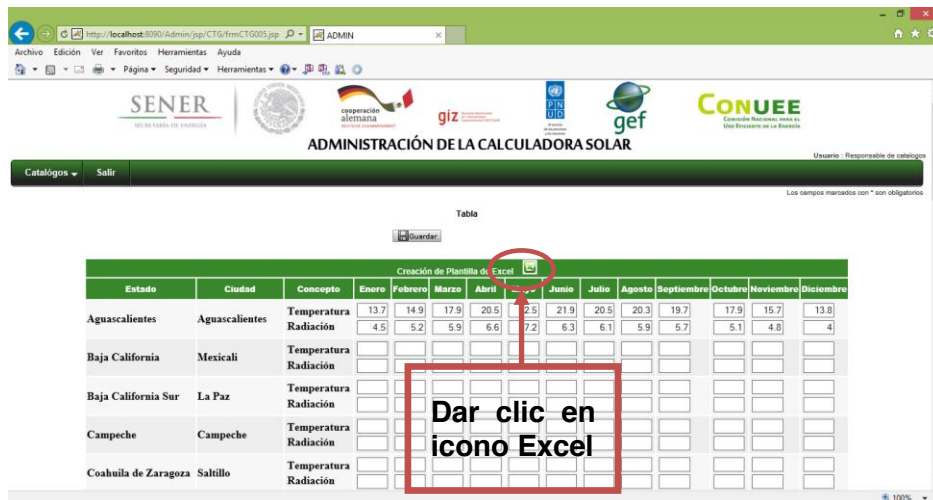 http://localhost:8090/Admin/jsp/CTG/frmCTG005.jsp
ADMIN
Archivo Edición Ver Favoritos Herramientas Ayuda
Página Seguridad Herramientas
SENER
SECRETARÍA DE ENERGÍA
cooperación
alemana
DEUTSCHE ZUSAMMENARBEIT
giz
P N
U D
gef
CONUEE
COMISIÓN NACIONAL PARA EL
USO EFICIENTE DE LA ENERGÍA
ADMINISTRACIÓN DE LA CALCULADORA SOLAR
Usuario : Responsable de catalogos
Catalógos Salir
Los campos marcados con * son obligatorios
Tabla
Guardar
Creación de Plantilla de Excel
Estado Ciudad Concepto Enero Febrero Marzo Abril Mayo Junio Julio Agosto Septiembre Octubre Noviembre Diciembre
Aguascalientes Aguascalientes Temperatura 13.7 14.9 17.9 20.5 2.5 21.9 20.5 20.3 19.7 17.9 15.7 13.8
Radiación 4.5 5.2 5.9 6.6 7.2 6.3 6.1 5.9 5.7 5.1 4.8 4
Baja California Mexicali Temperatura
Radiación
Baja California Sur La Paz Temperatura
Radiación
Campeche Campeche Temperatura
Radiación
Coahuila de Zaragoza Saltillo Temperatura
Radiación
Dar clic en
icono Excel
100%